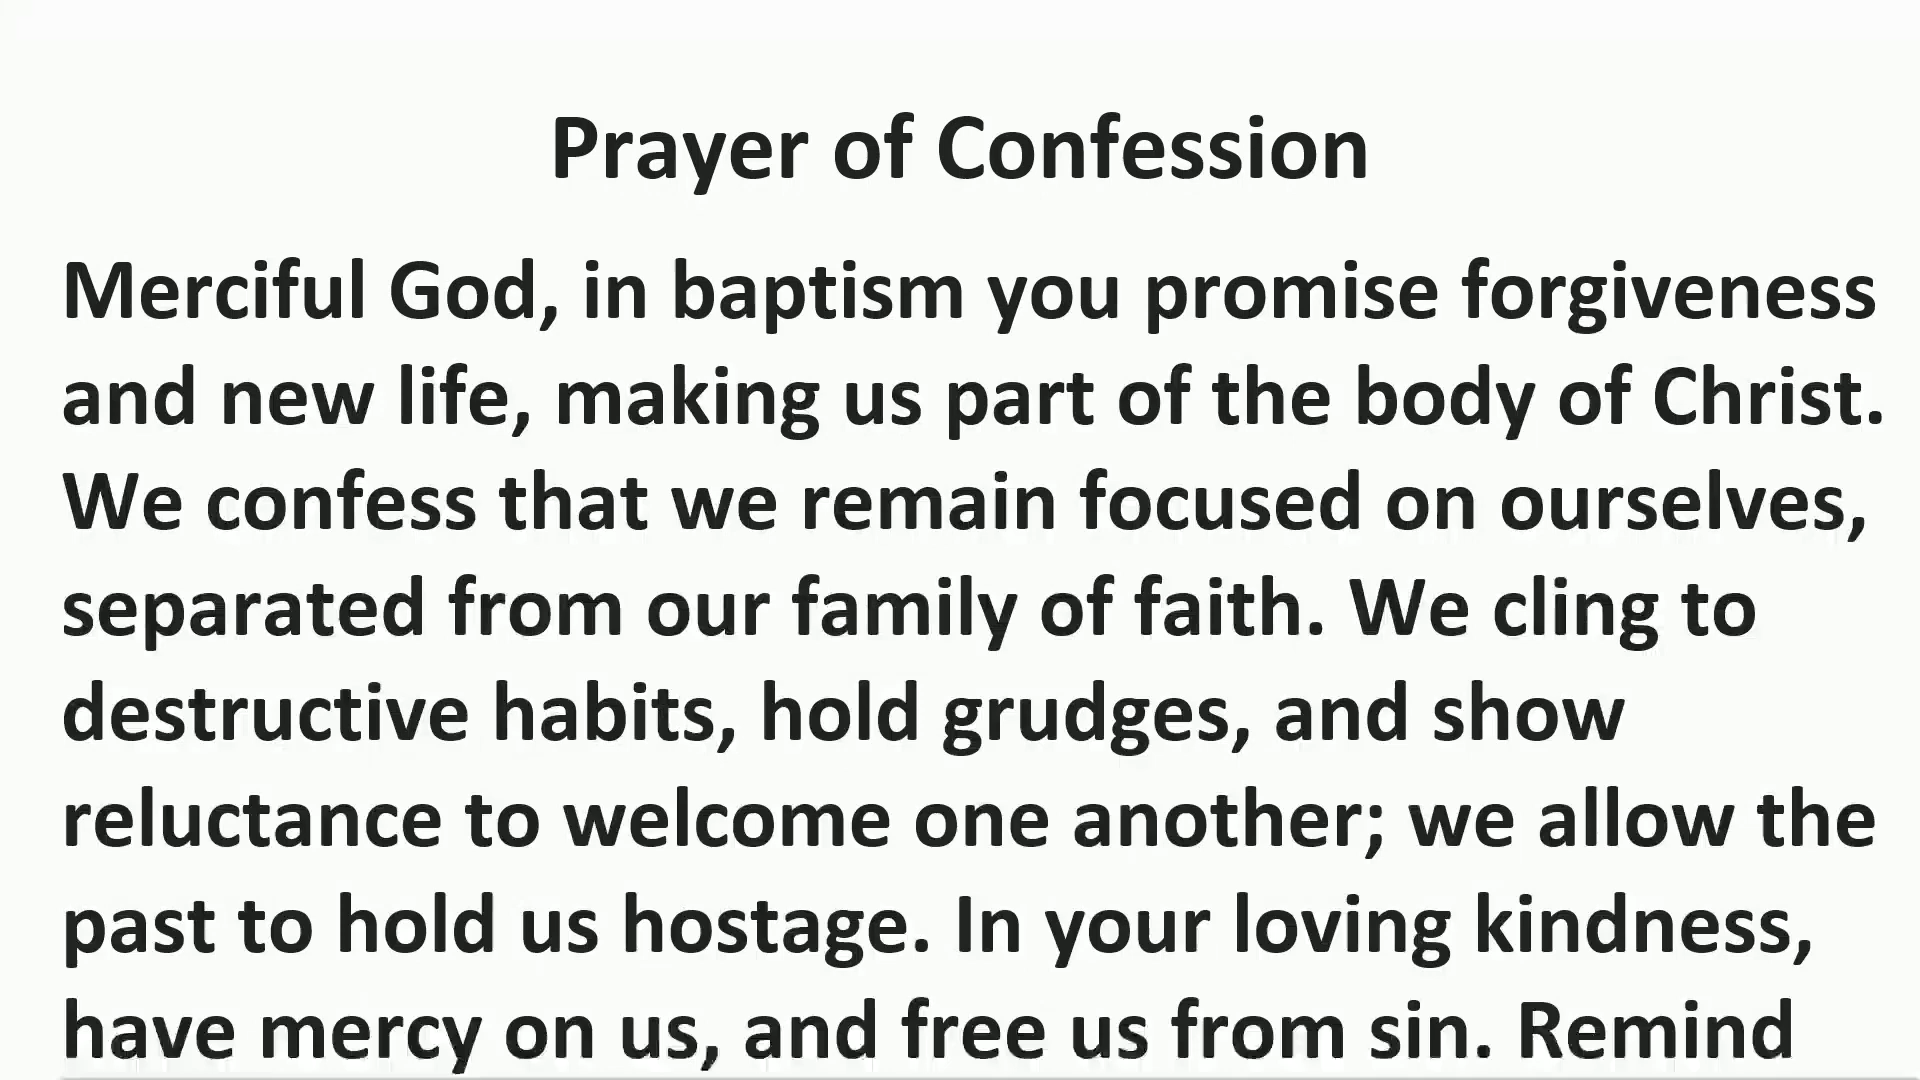 Prayer of Confession
Merciful God, in baptism you promise forgiveness
and new life, making us part of the body of Christ.
We confess that we remain focused on ourselves,
separated from our family of faith. We cling to
destructive habits, hold grudges, and show
reluctance to welcome one another; we allow the
past to hold us hostage. In your loving kindness,
have mercy on us, and free us from sin. Remind